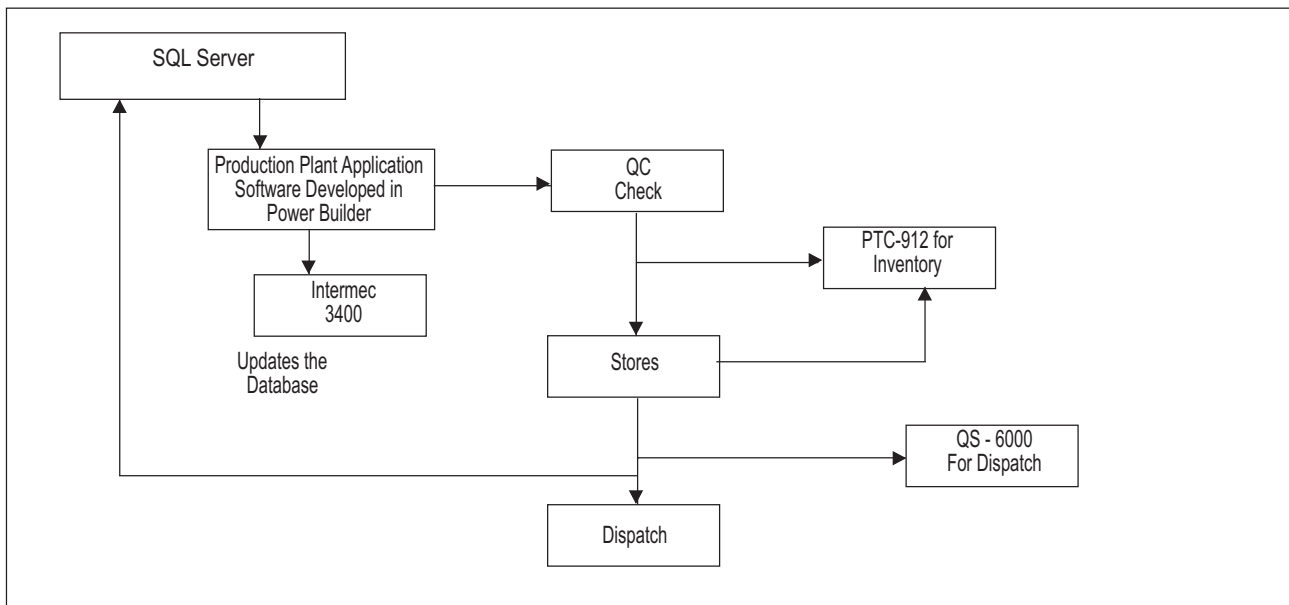 SQL Server
Production Plant Application
Software Developed in
Power Builder
QC
Check
PTC-912 for
Inventory
Intermec
3400
Updates the
Database
Stores
QS - 6000
For Dispatch
Dispatch